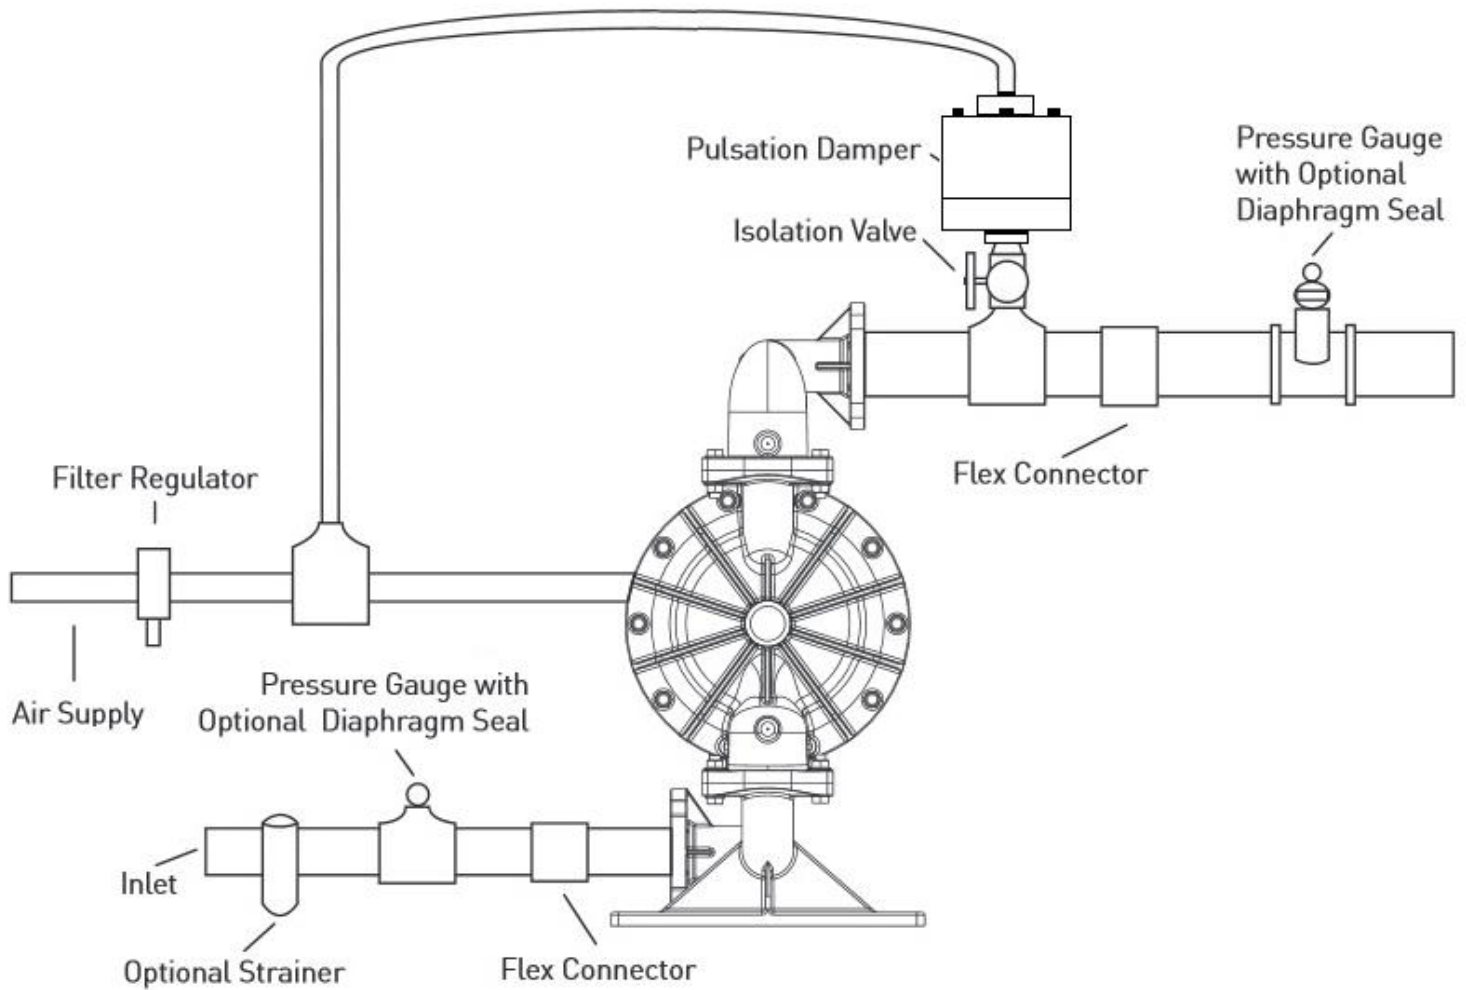 Pulsation Damper
Pressure Gauge
with Optional
Diaphragm Seal
Isolation Valve
Flex Connector
Filter Regulator
Air Supply
Pressure Gauge with
Optional Diaphragm Seal
Inlet
Optional Strainer
Flex Connector